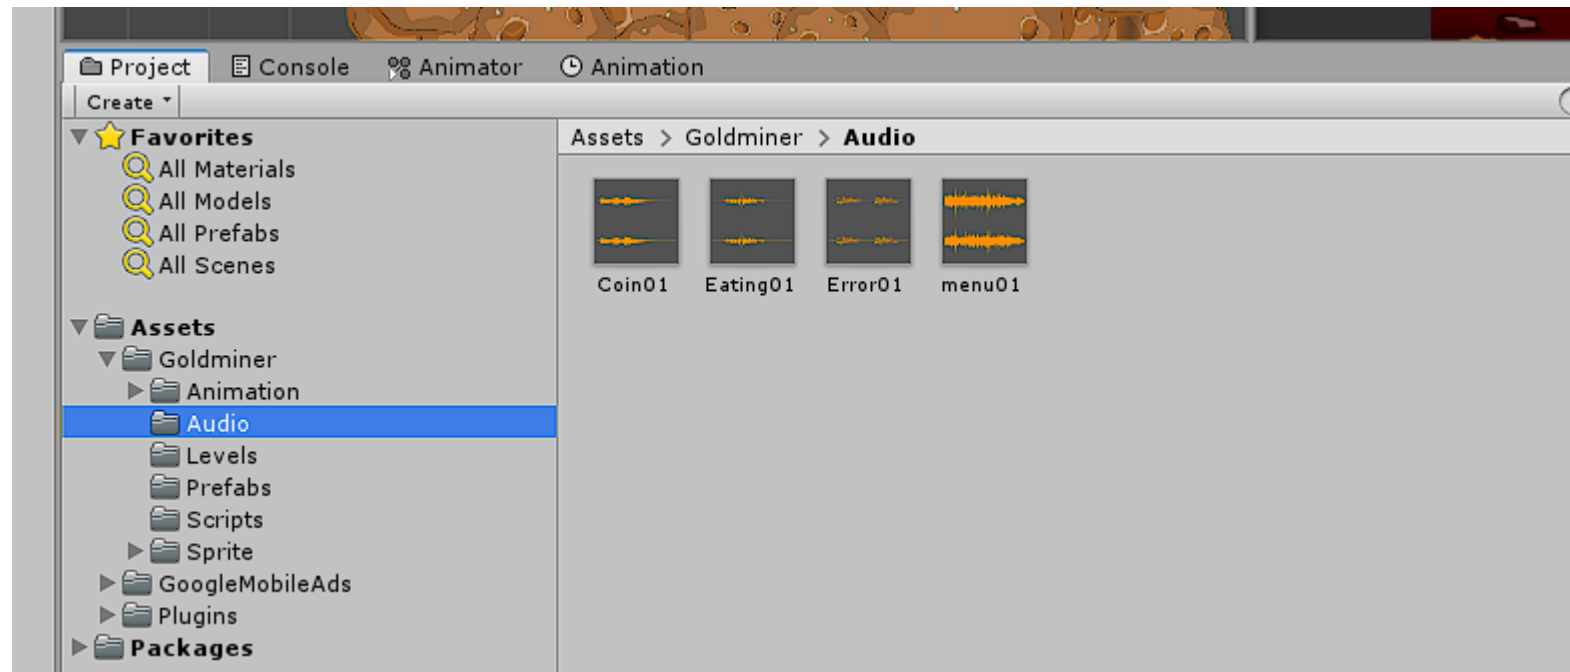 Project Console Animator Animation
Create
Favorites
All Materials
All Models
All Prefabs
All Scenes
Assets
Goldminer
Animation
Audio
Levels
Prefabs
Scripts
Sprite
GoogleMobileAds
Plugins
Packages
Assets > Goldminer > Audio
Coin01 Eating01 Error01 menu01